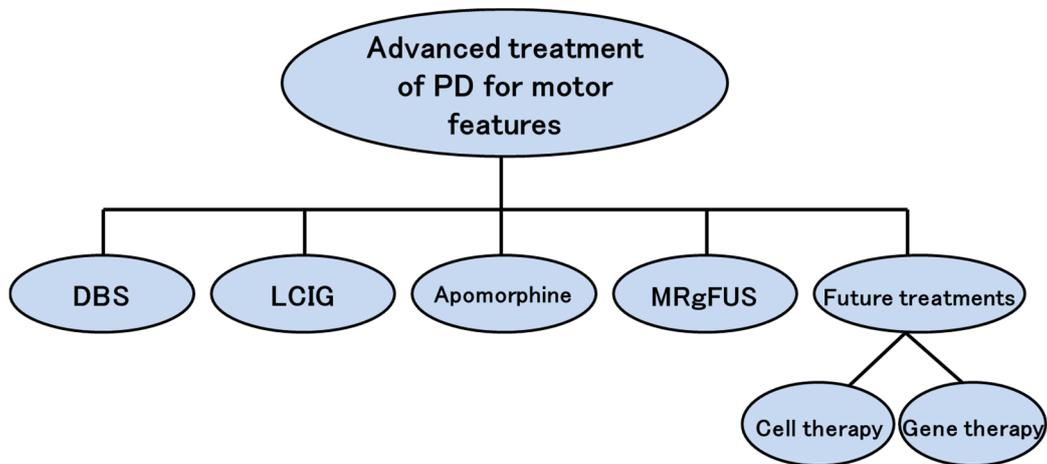 Advanced treatment
of PD for motor
features
DBS
LCIG
Apomorphine
MRgFUS
Future treatments
Cell therapy
Gene therapy